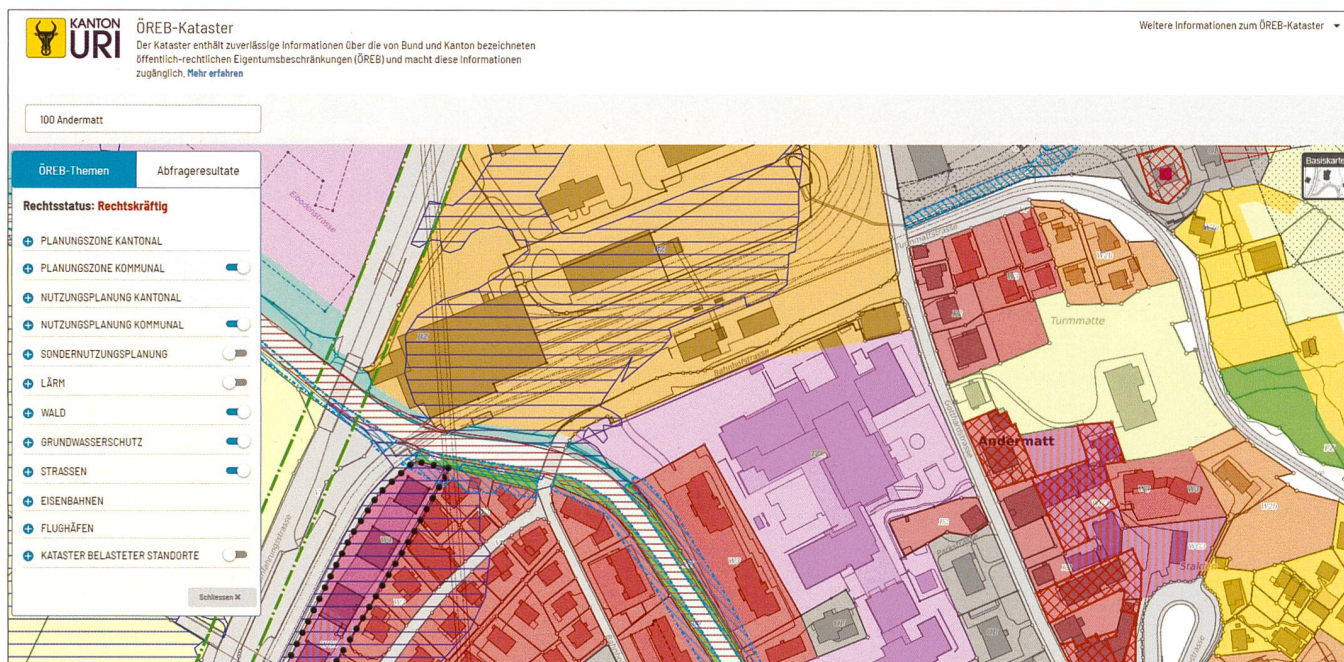 KANTON
URI
ÖREB-Kataster
Der Kataster enthält zuverlässige Informationen über die von Bund und Kanton bezeichneten
öffentlich-rechtlichen Eigentumsbeschränkungen (ÖREB) und macht diese Informationen
zugänglich. Mehr erfahren
Weitere Informationen zum ÖREB-Kataster
100 Andermatt
ÖREB-Themen
Abfrageresultate
Rechtsstatus: Rechtskräftig
PLANUNGSZONE KANTONAL
PLANUNGSZONE KOMMUNAL
NUTZUNGSPLANUNG KANTONAL
NUTZUNGSPLANUNG KOMMUNAL
SONDERNUTZUNGSPLANUNG
LÄRM
WALD
GRUNDWASSERSCHUTZ
STRASSEN
EISENBAHNEN
FLUGHÄFEN
KATASTER BELASTETER STANDORTE
Schliessen
Basiskarte
Turmmattstrasse
Turmmatte
Bahnhofstrasse
Gotthardstrasse
Andermatt